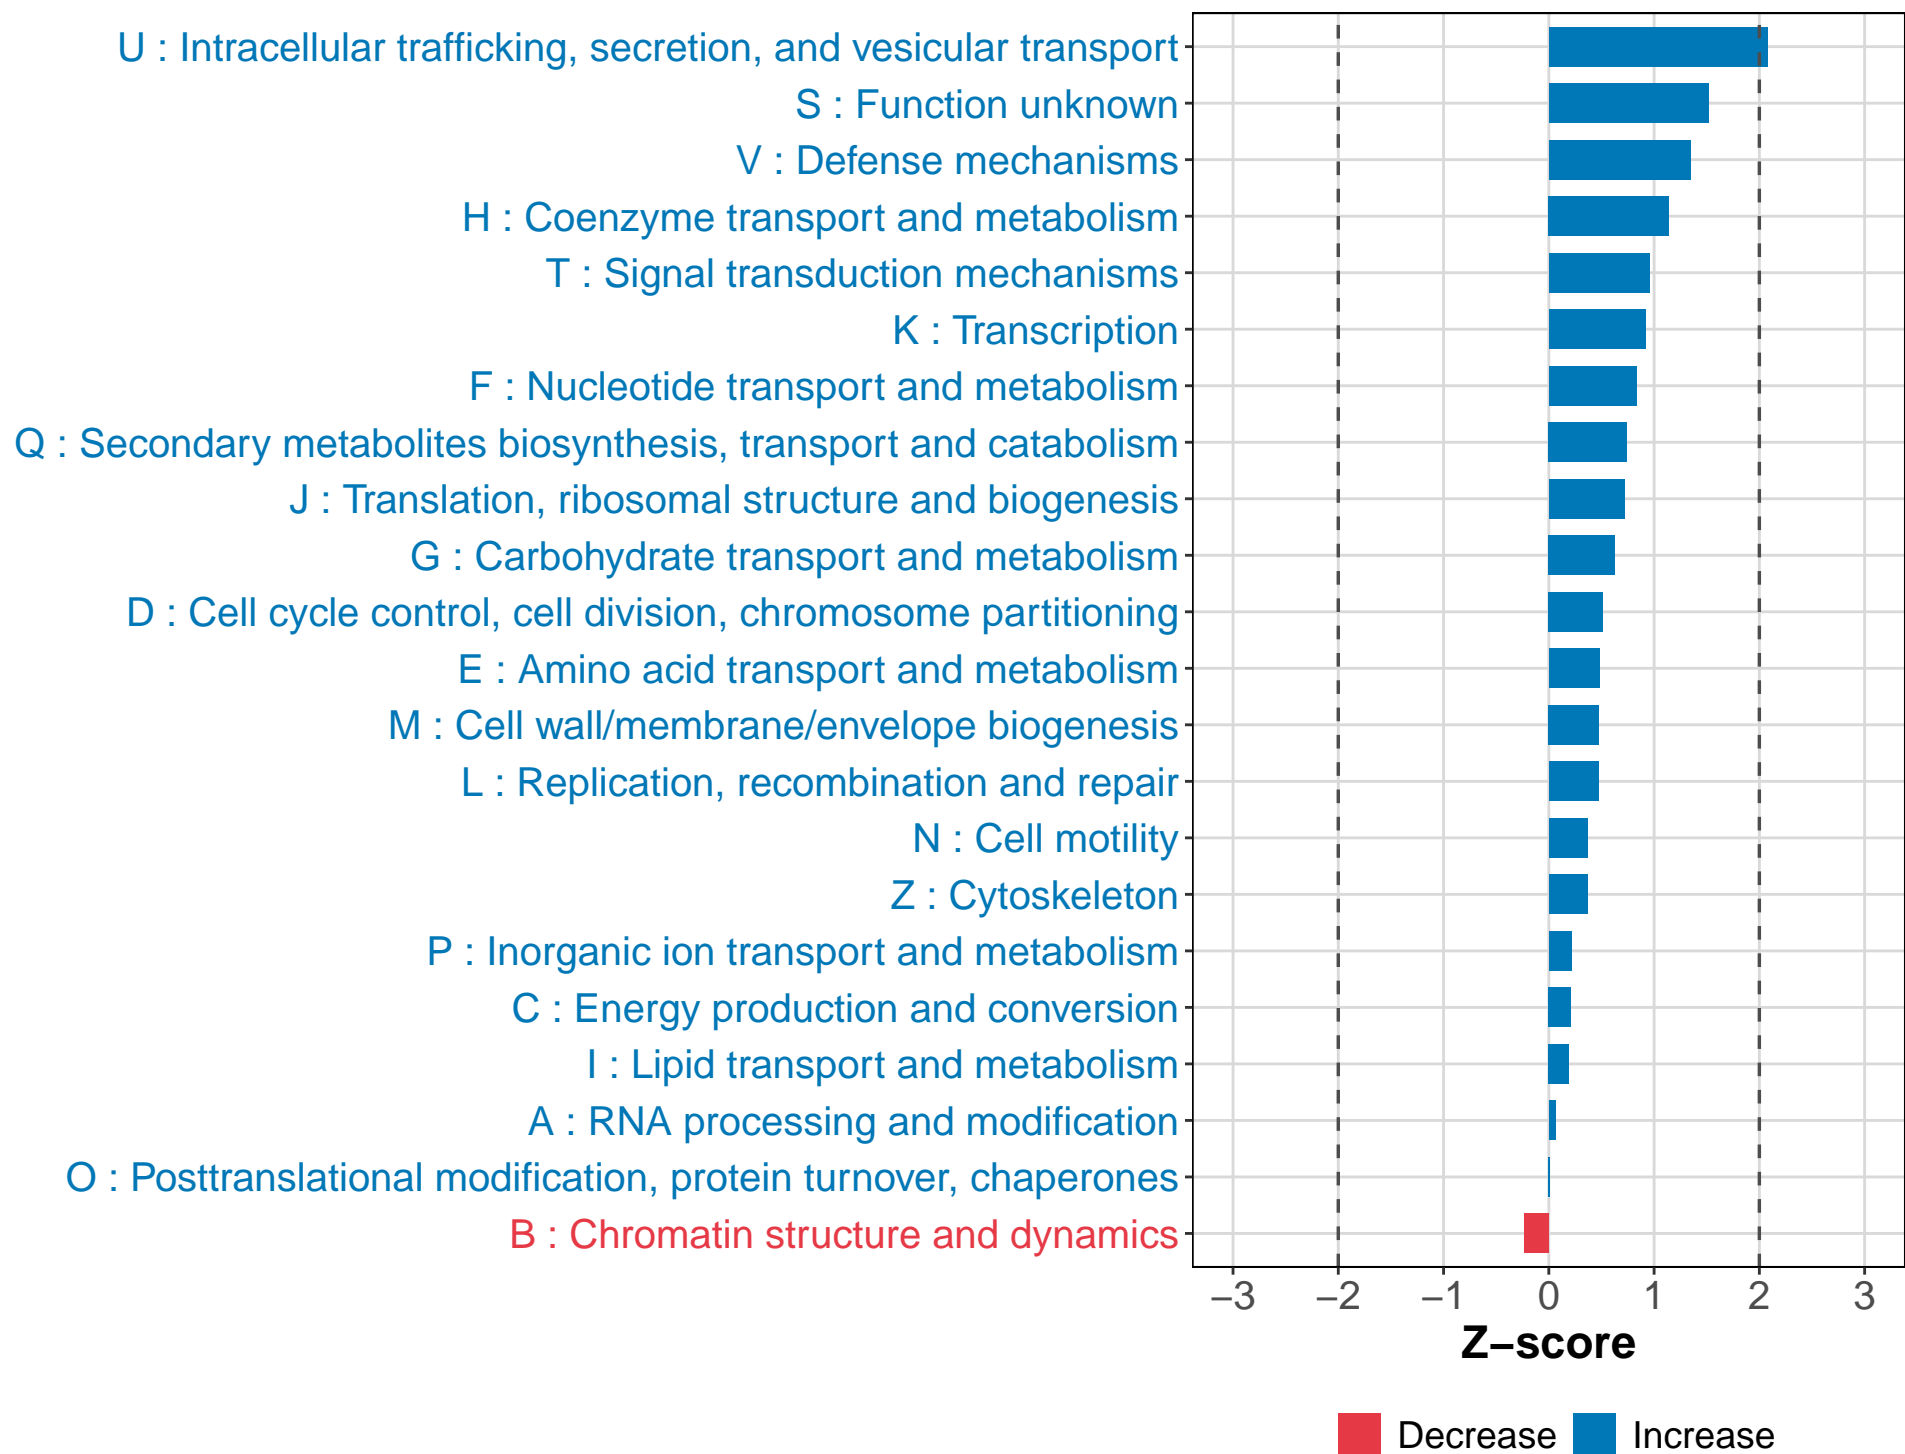 U : Intracellular trafficking, secretion, and vesicular transport
S : Function unknown
V : Defense mechanisms
H : Coenzyme transport and metabolism
T : Signal transduction mechanisms
K : Transcription
F : Nucleotide transport and metabolism
Q : Secondary metabolites biosynthesis, transport and catabolism
J : Translation, ribosomal structure and biogenesis
G : Carbohydrate transport and metabolism
D : Cell cycle control, cell division, chromosome partitioning
E : Amino acid transport and metabolism
M : Cell wall/membrane/envelope biogenesis
L : Replication, recombination and repair
N : Cell motility
Z : Cytoskeleton
P : Inorganic ion transport and metabolism
C : Energy production and conversion
I : Lipid transport and metabolism
A : RNA processing and modification
O : Posttranslational modification, protein turnover, chaperones
B : Chromatin structure and dynamics
−3 −2 −1 0 1 2 3
Z−score
Decrease Increase